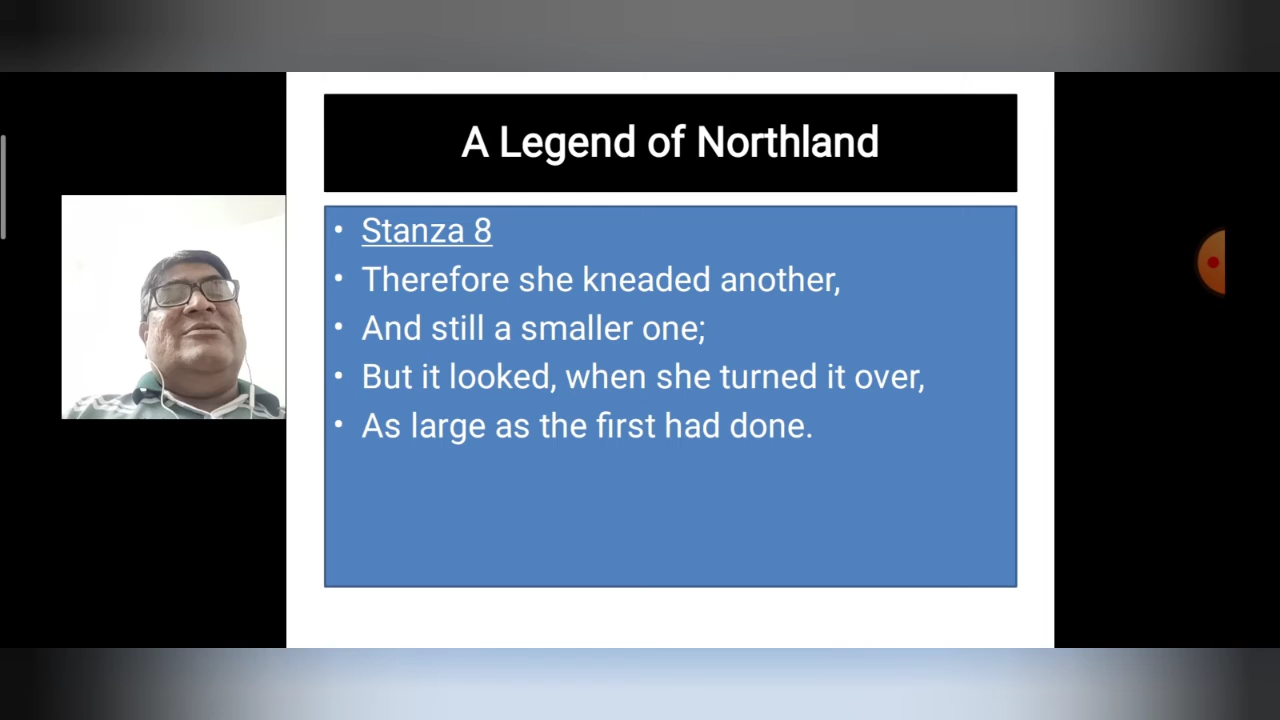 A Legend of Northland
• Stanza 8
• Therefore she kneaded another,
• And still a smaller one;
• But it looked, when she turned it over,
• As large as the first had done.